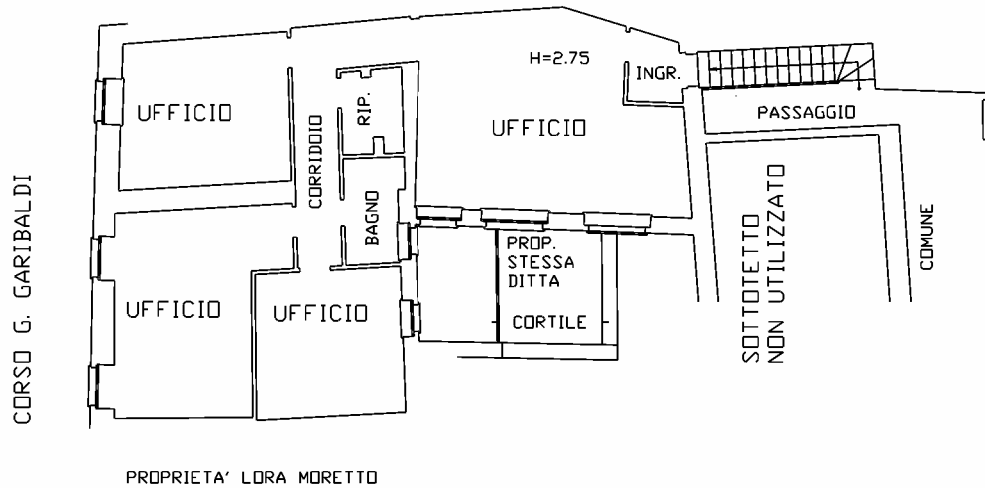 H=2.75
INGR.
UFFICIO
RIP.
UFFICIO
PASSAGGIO
CORRIDOIO
BAGNO
CORSO G. GARIBALDI
SOTTOTETTO
NON UTILIZZATO
COMUNE
PROP.
STESSA
DITTA
UFFICIO
UFFICIO
CORTILE
PROPRIETA' LORA MORETTO